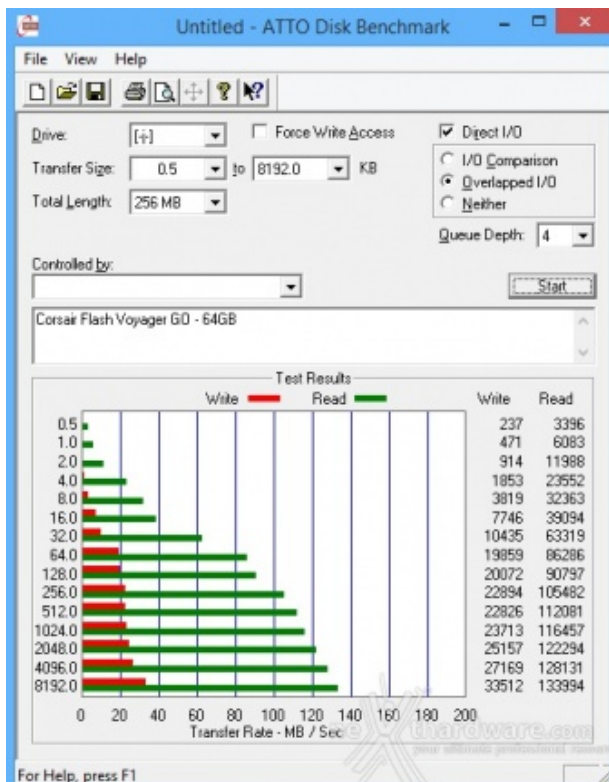 Untitled - ATTO Disk Benchmark
File View Help
Drive: [-i-] Force Write Access Direct I/O
Transfer Size: 0.5 to 8192.0 KB I/O Comparison
Overlapped I/O
Total Length: 256 MB Neither
Queue Depth: 4
Controlled by:
Start
Corsair Flash Voyager GO - 64GB
Test Results
Write Read Write Read
0.5 237 3396
1.0 471 6083
2.0 914 11988
4.0 1853 23552
8.0 3819 32363
16.0 7746 39094
32.0 10435 63319
64.0 19859 86286
128.0 20072 90797
256.0 22894 105482
512.0 22826 112081
1024.0 23713 116457
2048.0 25157 122294
4096.0 27169 128131
8192.0 33512 133994
0 20 40 60 80 100 120 140 160 180 200
Transfer Rate - MB / Sec
nexthardware.com
your ultimate professional resource
For Help, press F1